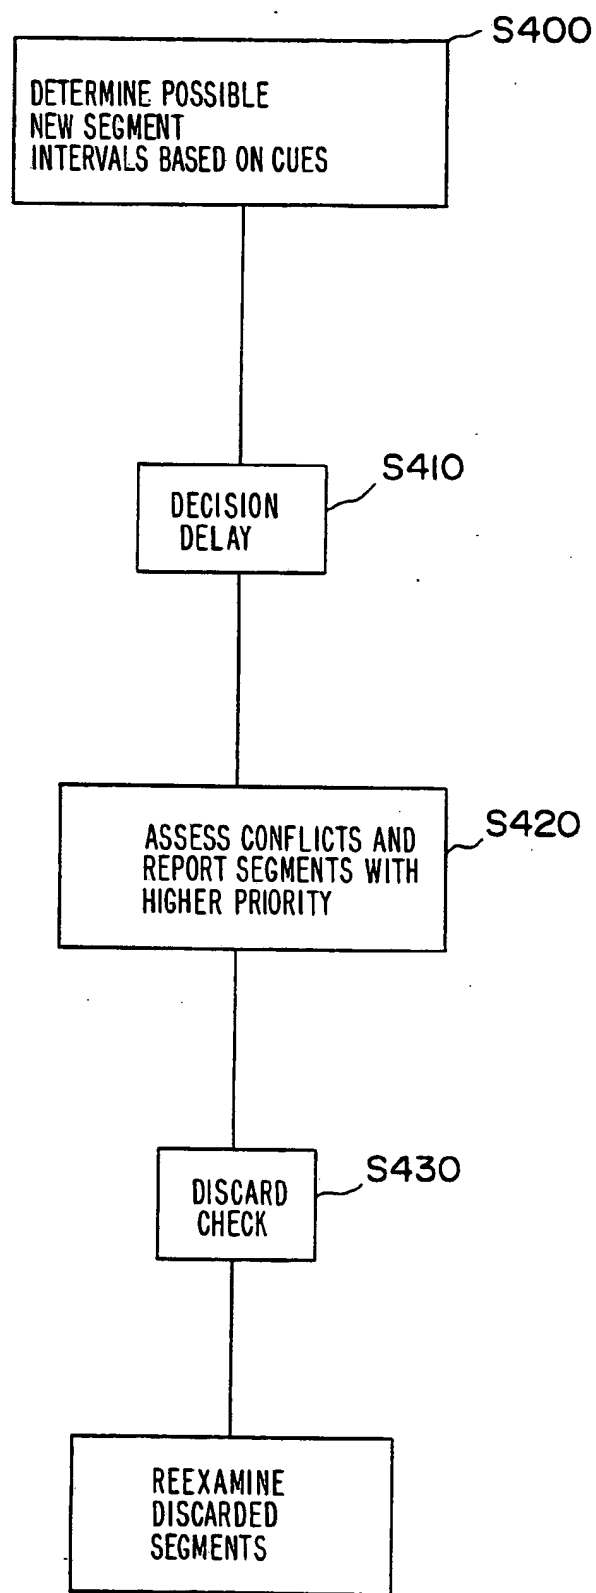 S400
DETERMINE POSSIBLE
NEW SEGMENT
INTERVALS BASED ON CUES
S410
DECISION
DELAY
S420
ASSESS CONFLICTS AND
REPORT SEGMENTS WITH
HIGHER PRIORITY
S430
DISCARD
CHECK
REEXAMINE
DISCARDED
SEGMENTS